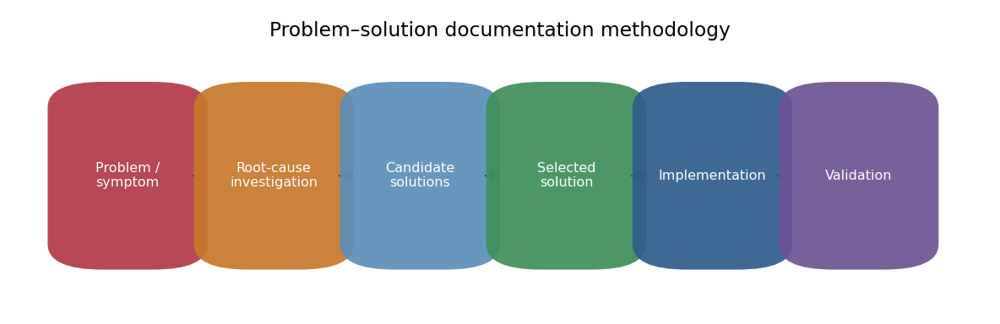 Problem–solution documentation methodology
Problem /
symptom
Root-cause
investigation
Candidate
solutions
Selected
solution
Implementation
Validation